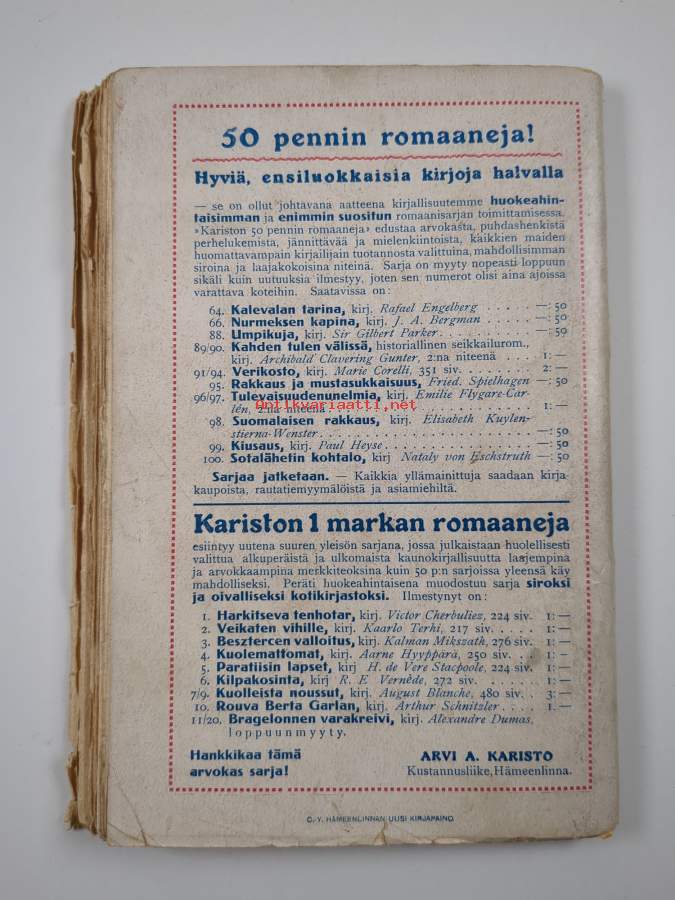 50 pennin romaaneja!
Hyviä, ensiluokkaisia kirjoja halvalla
— se on ollut johtavana aatteena kirjallisuutemme huokeahin-
taisimman ja enimmin suositun romaanisarjan toimittamisessa.
»Kariston 50 pennin romaaneja» edustaa arvokasta, puhdashenkistä
perhelukemista, jännittävää ja mielenkiintoista, kaikkien maiden
huomattavampain kirjailijain tuotannosta valittuina, mahdollisimman
siroina ja laajakokoisina niteinä. Sarja on myyty nopeasti loppuun
sikäli kuin uutuuksia ilmestyy, joten sen numerot olisi aina ajoissa
varattava koteihin. Saatavissa on:
64. Kalevalan tarina, kirj. Rafael Engelberg . . . . . —: 50
66. Nurmeksen kapina, kirj. J. A. Bergman . . . . . —: 50
88. Umpikuja, kirj. Sir Gilbert Parker . . . . . —: 50
89/90. Kahden tulen välissä, historiallinen seikkailurom.,
kirj. Archibald Clavering Gunter, 2:na niteenä . . . . 1: —
91/94. Verikosto, kirj. Marie Corelli, 351 siv. . . . . . 2: —
95. Rakkaus ja mustasukkaisuus, Fried. Spielhagen —: 50
96/97. Tulevaisuudenunelmia, kirj. Emilie Flygare-Car-
lén, 2:na niteenä . . . . . 1: —
Antikvariaatti.net
98. Suomalaisen rakkaus, kirj. Elisabeth Kuylen-
stierna-Wenster . . . . . —: 50
99. Kiusaus, kirj. Paul Heyse . . . . . —: 50
100. Sotalähetin kohtalo, kirj Nataly von Eschstruth —: 50
Sarjaa jatketaan. — Kaikkia yllämainittuja saadaan kirja-
kaupoista, rautatiemyymälöistä ja asiamiehiltä.
Kariston 1 markan romaaneja
esiintyy uutena suuren yleisön sarjana, jossa julkaistaan huolellisesti
valittua alkuperäistä ja ulkomaista kaunokirjallisuutta laajempina
ja arvokkaampina merkkiteoksina kuin 50 p:n sarjoissa yleensä käy
mahdolliseksi. Peräti huokeahintaisena muodostuu sarja siroksi
ja oivalliseksi kotikirjastoksi. Ilmestynyt on:
1. Harkitseva tenhotar, kirj. Victor Cherbuliez, 224 siv. 1: —
2. Veikaten vihille, kirj. Kaarlo Terhi, 217 siv. . . . . 1: —
3. Besztercen valloitus, kirj. Kalman Mikszath, 276 siv. 1: —
4. Kuolemattomat, kirj. Aarne Hyyppärä, 250 siv. . . 1: —
5. Paratiisin lapset, kirj H. de Vere Stacpoole, 224 siv. 1: —
6. Kilpakosinta, kirj R. E. Vernède, 272 siv. . . . . 1: —
7/9. Kuolleista noussut, kirj. August Blanche, 480 siv. . 3: —
10. Rouva Berta Garlan, kirj. Arthur Schnitzler . . . . 1: —
11/20. Bragelonnen varakreivi, kirj. Alexandre Dumas,
loppuunmyyty.
Hankkikaa tämä
arvokas sarja!
ARVI A. KARISTO
Kustannusliike, Hämeenlinna.
O.-Y. HÄMEENLINNAN UUSI KIRJAPAINO